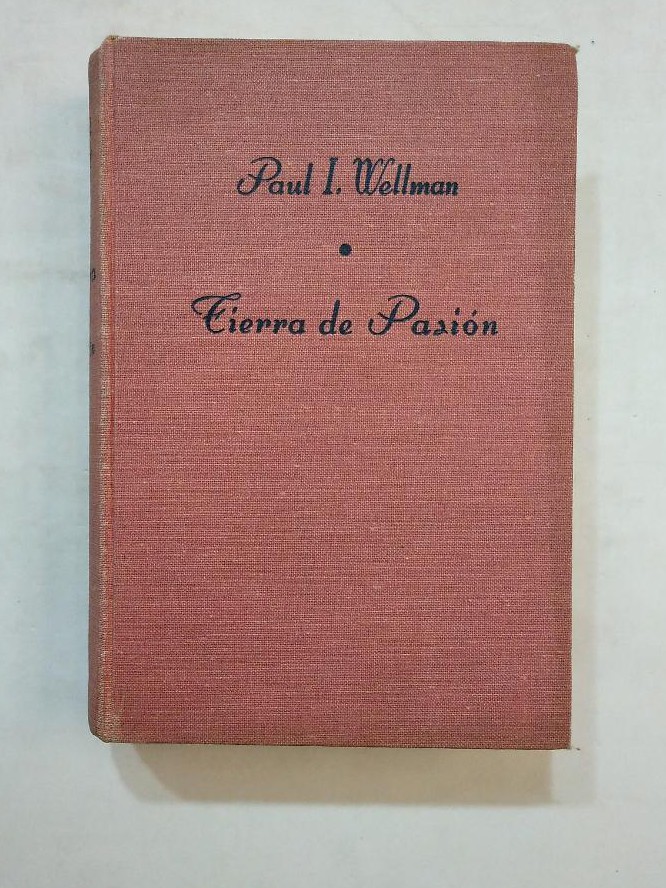 Paul I. Wellman
•
Tierra de Pasión